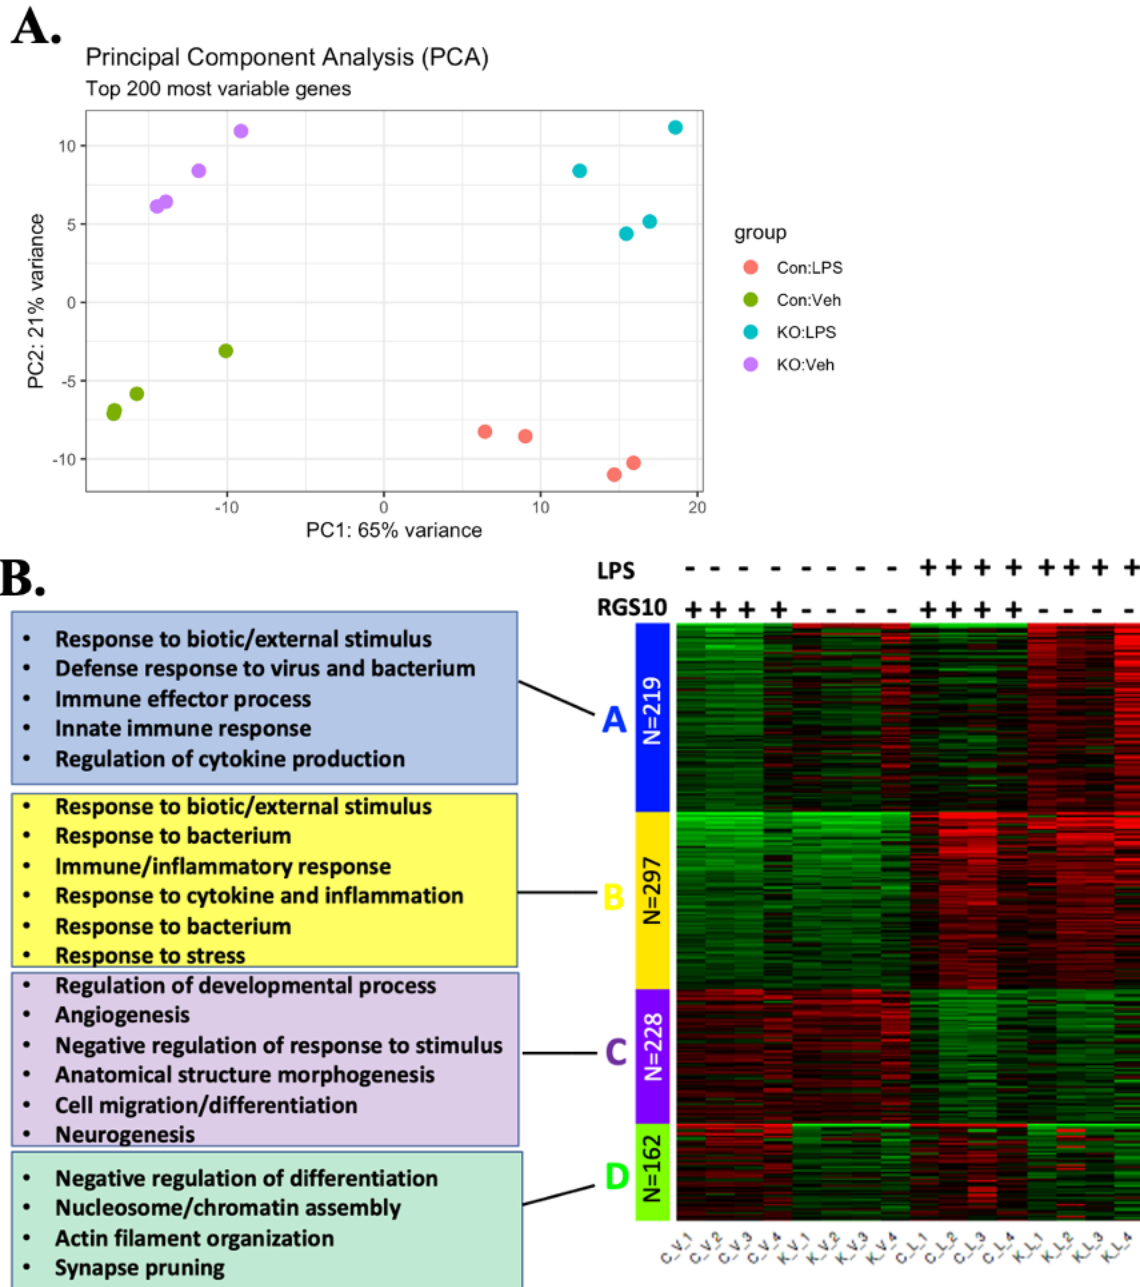 A.
Principal Component Analysis (PCA)
Top 200 most variable genes
10
5
0
-5
-10
PC2: 21% variance
-10
0
10
20
PC1: 65% variance
group
Con:LPS
Con:Veh
KO:LPS
KO:Veh
B.
LPS - - - - - - - - + + + + + + + +
RGS10 + + + + - - - - + + + + - - - -
• Response to biotic/external stimulus
• Defense response to virus and bacterium
• Immune effector process
• Innate immune response
• Regulation of cytokine production
A
N=219
• Response to biotic/external stimulus
• Response to bacterium
• Immune/inflammatory response
• Response to cytokine and inflammation
• Response to bacterium
• Response to stress
B
N=297
• Regulation of developmental process
• Angiogenesis
• Negative regulation of response to stimulus
• Anatomical structure morphogenesis
• Cell migration/differentiation
• Neurogenesis
C
N=228
• Negative regulation of differentiation
• Nucleosome/chromatin assembly
• Actin filament organization
• Synapse pruning
D
N=162
C_V_1
C_V_2
C_V_3
C_V_4
K_V_1
K_V_2
K_V_3
K_V_4
C_L_1
C_L_2
C_L_3
C_L_4
K_L_1
K_L_2
K_L_3
K_L_4